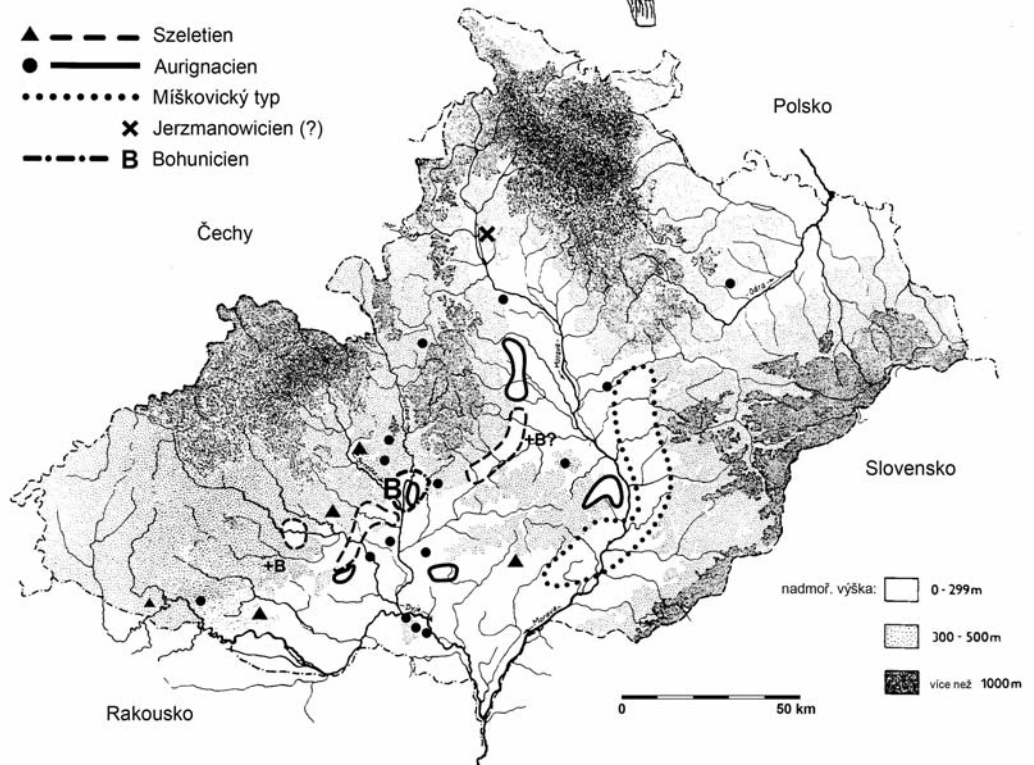 Szeletien
Aurignacien
Míškovický typ
Jerzmanowicien (?)
B Bohunicien
Polsko
Čechy
Odra
Morava
+B?
Slovensko
B
+B
nadmoř. výška:
0 - 299m
300 - 500m
více než 1000m
Dyje
Morava
Rakousko
0 50 km